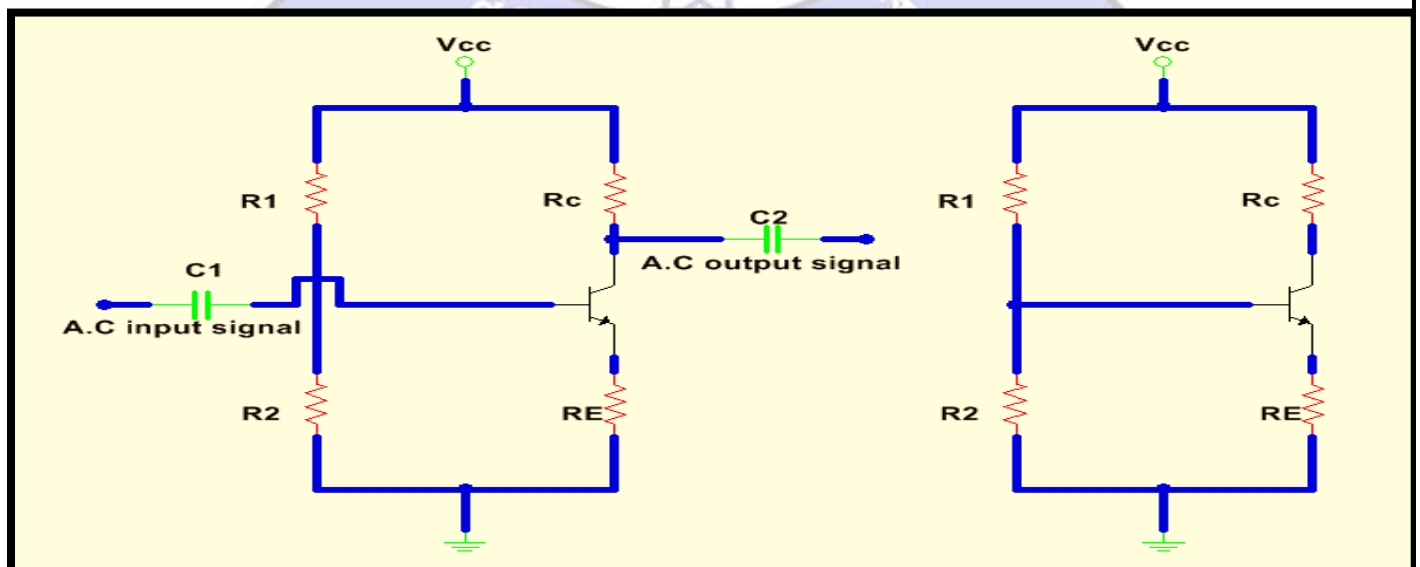 Vcc
R1
Rc
C2
A.C output signal
C1
A.C input signal
R2
RE
Vcc
R1
Rc
R2
RE